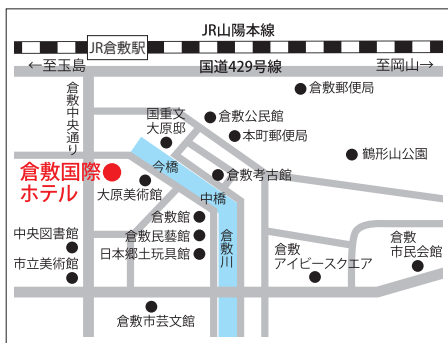 JR山陽本線
JR倉敷駅
←至玉島
国道429号線
至岡山→
倉敷中央通り
倉敷郵便局
国重文
大原邸
倉敷公民館
本町郵便局
鶴形山公園
倉敷国際
ホテル
今橋
大原美術館
倉敷考古館
中橋
倉敷館
倉敷民藝館
日本郷土玩具館
倉敷川
中央図書館
市立美術館
倉敷
アイビースクエア
倉敷
市民会館
倉敷市芸文館